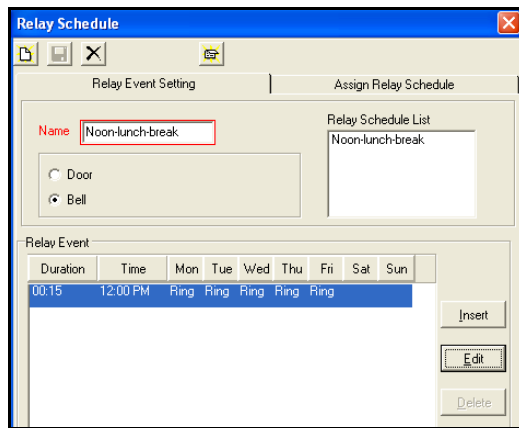 Relay Schedule
Relay Event Setting
Assign Relay Schedule
Name Noon-lunch-break
Relay Schedule List
Noon-lunch-break
Door
Bell
Relay Event
Duration Time Mon Tue Wed Thu Fri Sat Sun
00:15 12:00 PM Ring Ring Ring Ring Ring
Insert
Edit
Delete